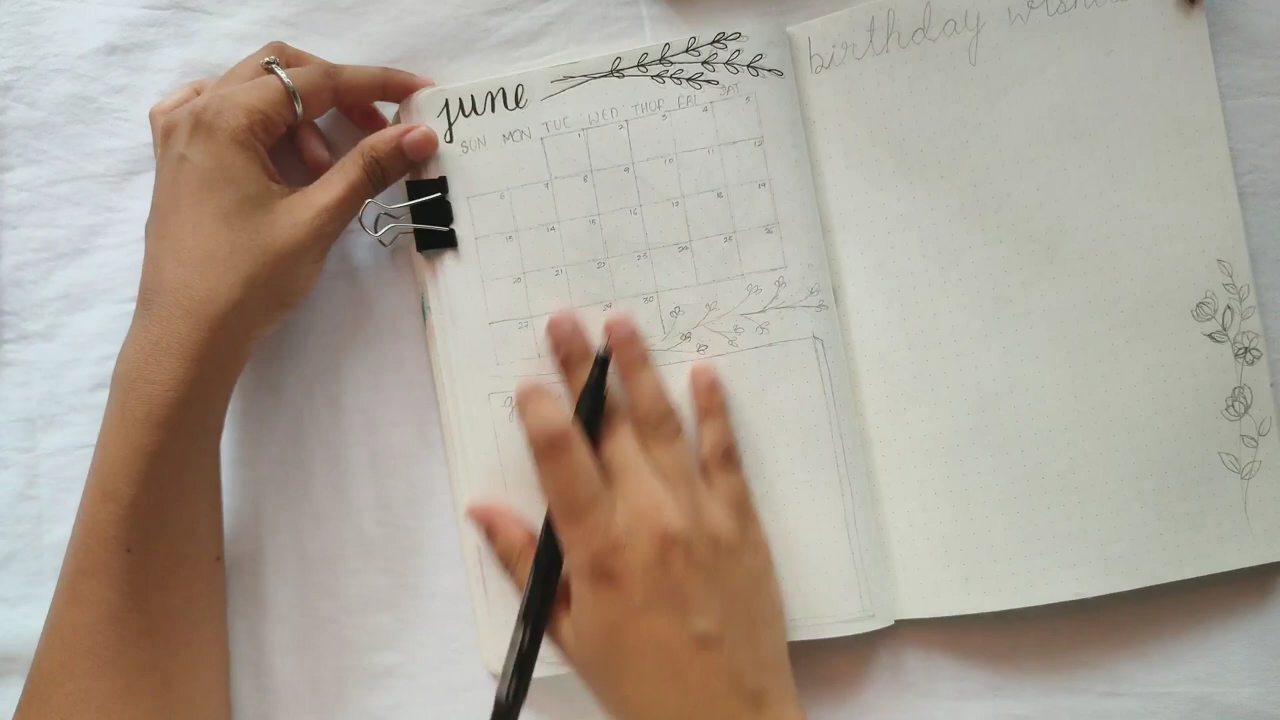 june
SUN MON TUE WED THUR FRI SAT
1 2 3 4 5
6 7 8 9 10 11 12
13 14 15 16 17 18 19
20 21 22 23 24 25 26
27 29 30
birthday wishes